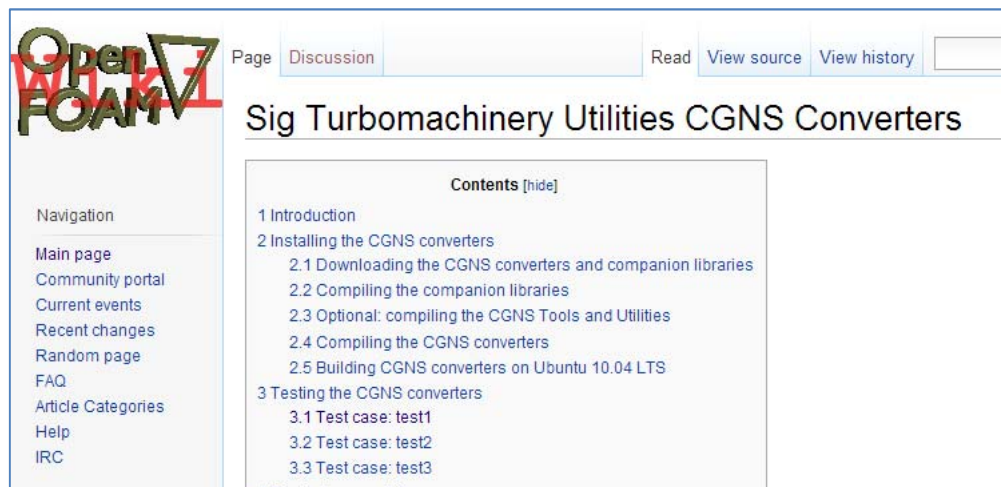 Open
Wiki
FOAM
Page Discussion Read View source View history
Sig Turbomachinery Utilities CGNS Converters
Contents [hide]
1 Introduction
2 Installing the CGNS converters
2.1 Downloading the CGNS converters and companion libraries
2.2 Compiling the companion libraries
2.3 Optional: compiling the CGNS Tools and Utilities
2.4 Compiling the CGNS converters
2.5 Building CGNS converters on Ubuntu 10.04 LTS
3 Testing the CGNS converters
3.1 Test case: test1
3.2 Test case: test2
3.3 Test case: test3
Navigation
Main page
Community portal
Current events
Recent changes
Random page
FAQ
Article Categories
Help
IRC